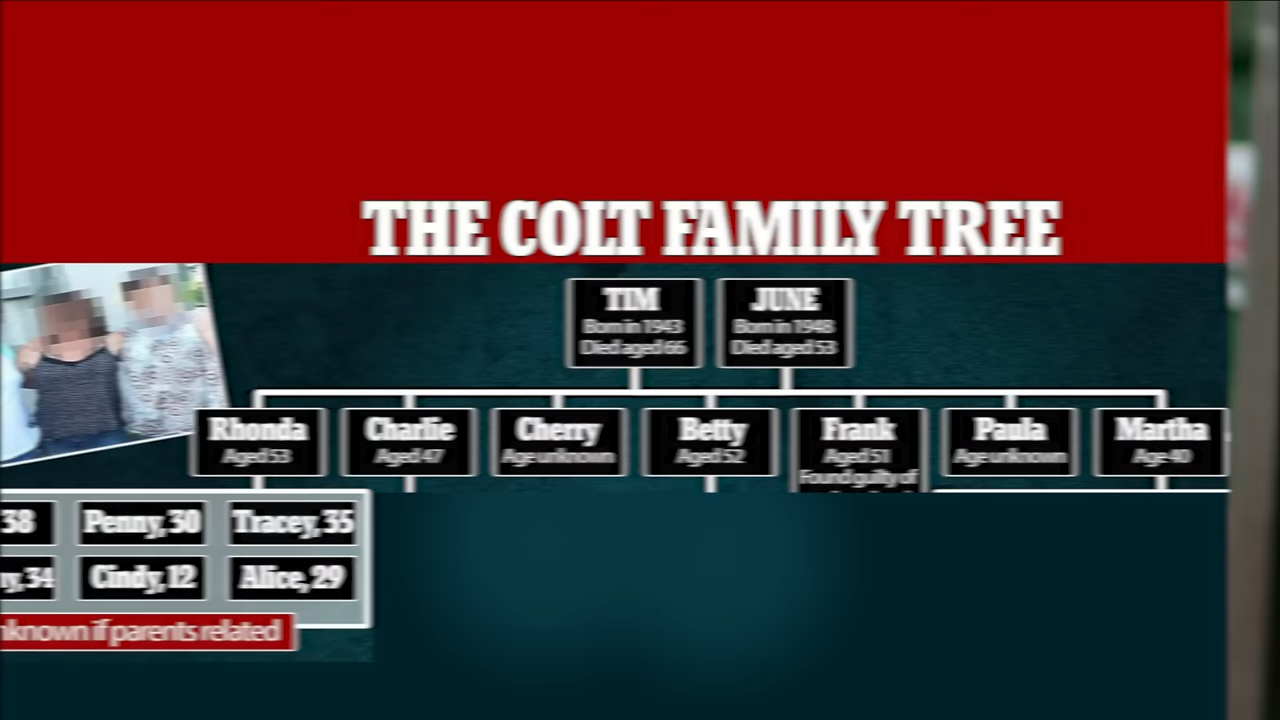 THE COLT FAMILY TREE
TIM
Born in 1943
Died aged 66
JUNE
Born in 1948
Died aged 53
Rhonda
Aged 53
Charlie
Aged 47
Cherry
Age unknown
Betty
Aged 52
Frank
Aged 51
Found guilty of
Paula
Age unknown
Martha
Age 40
38
Penny, 30
Tracey, 35
y, 34
Cindy, 12
Alice, 29
nknown if parents related